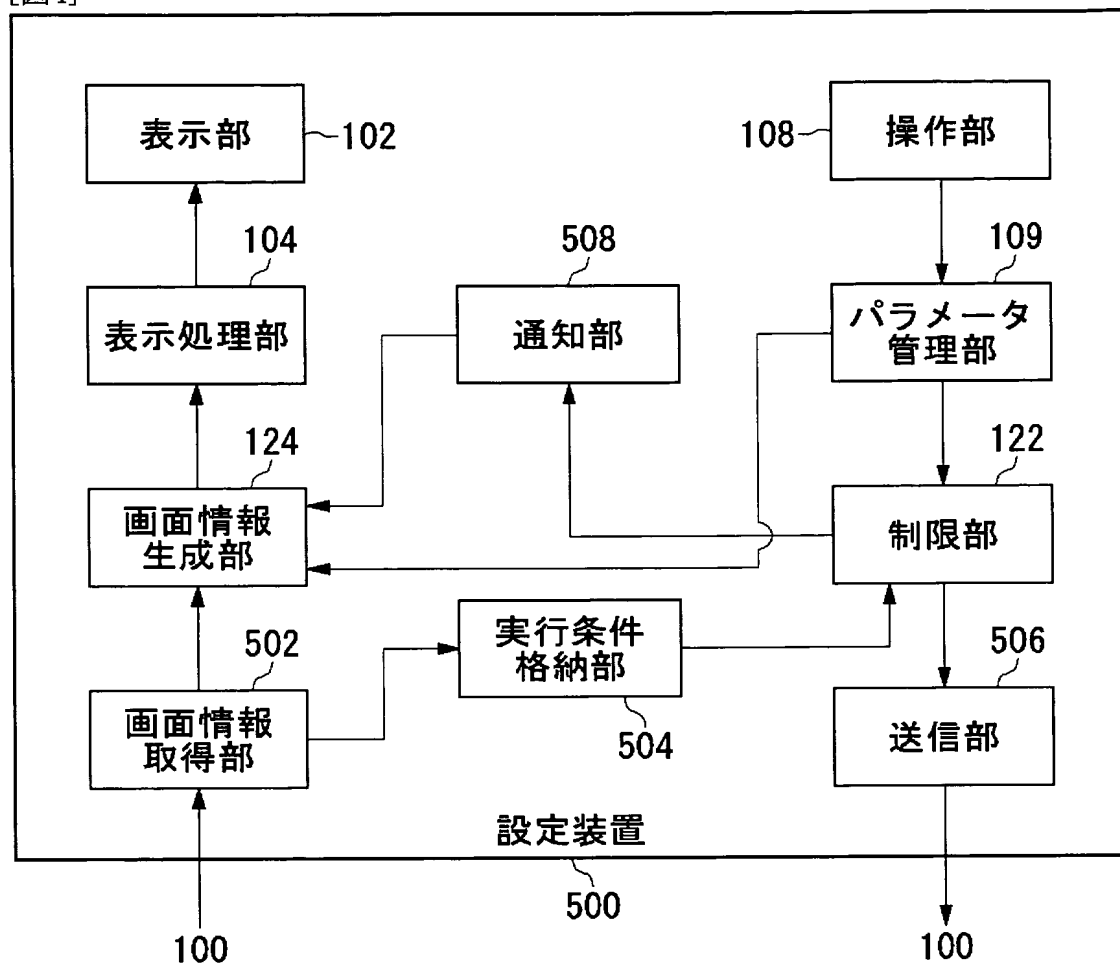 表示部
102
108
操作部
104
508
109
表示処理部
通知部
パラメータ
管理部
124
122
画面情報
生成部
制限部
502
実行条件
格納部
506
画面情報
取得部
504
送信部
設定装置
500
100
100